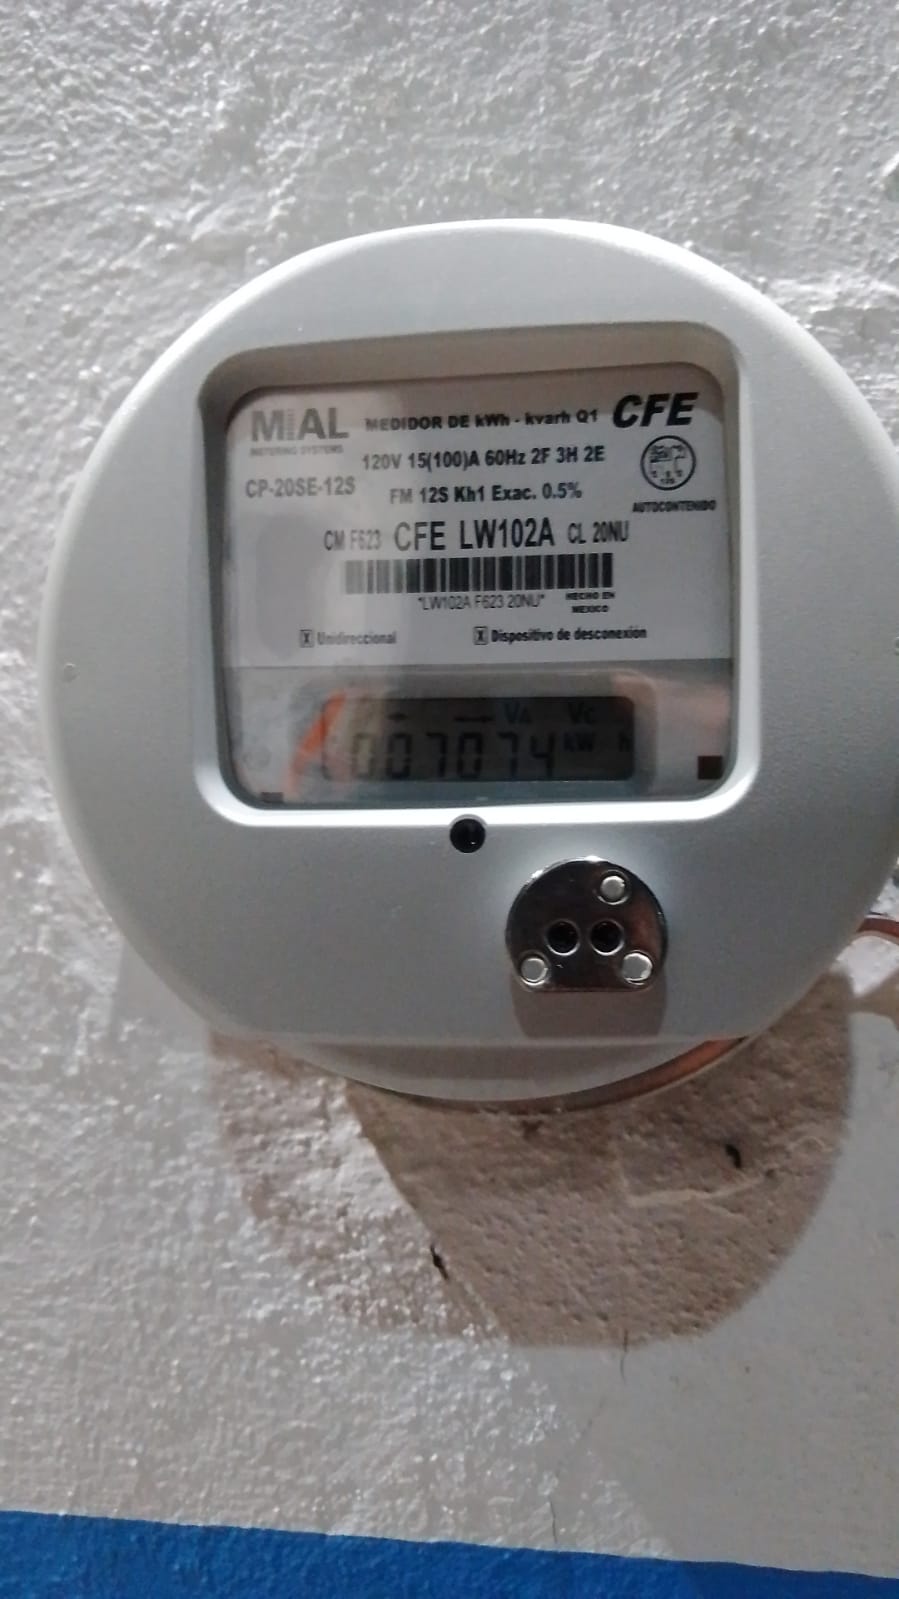 MIAL MEDIDOR DE kWh - kvarh Q1 CFE
METERING SYSTEMS
120V 15(100)A 60Hz 2F 3H 2E
CP-20SE-12S FM 12S Kh1 Exac. 0.5%
AUTOCONTENIDO
CM F623 CFE LW102A CL 20NU
*LW102A F623 20NU* HECHO EN
MEXICO
X Unidireccional X Dispositivo de desconexión
VA VC
007074 kW h